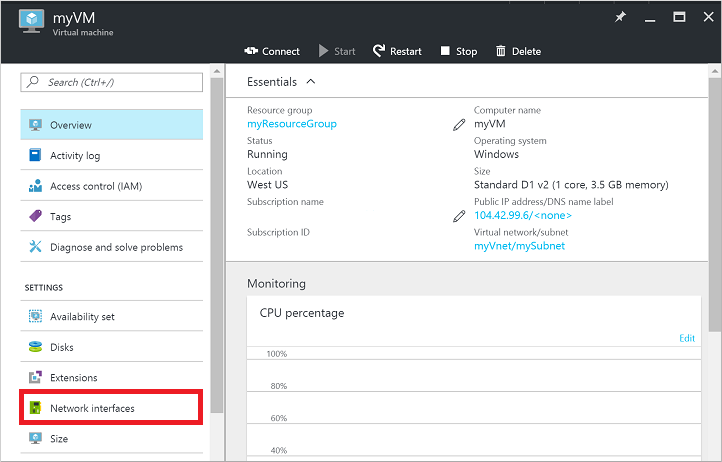 myVM
Virtual machine
Connect Start Restart Stop Delete
Search (Ctrl+/)
Overview
Activity log
Access control (IAM)
Tags
Diagnose and solve problems
SETTINGS
Availability set
Disks
Extensions
Network interfaces
Size
Essentials
Resource group
myResourceGroup
Status
Running
Location
West US
Subscription name
Subscription ID
Computer name
myVM
Operating system
Windows
Size
Standard D1 v2 (1 core, 3.5 GB memory)
Public IP address/DNS name label
104.42.99.6/<none>
Virtual network/subnet
myVnet/mySubnet
Monitoring
CPU percentage
Edit
100%
80%
60%
40%